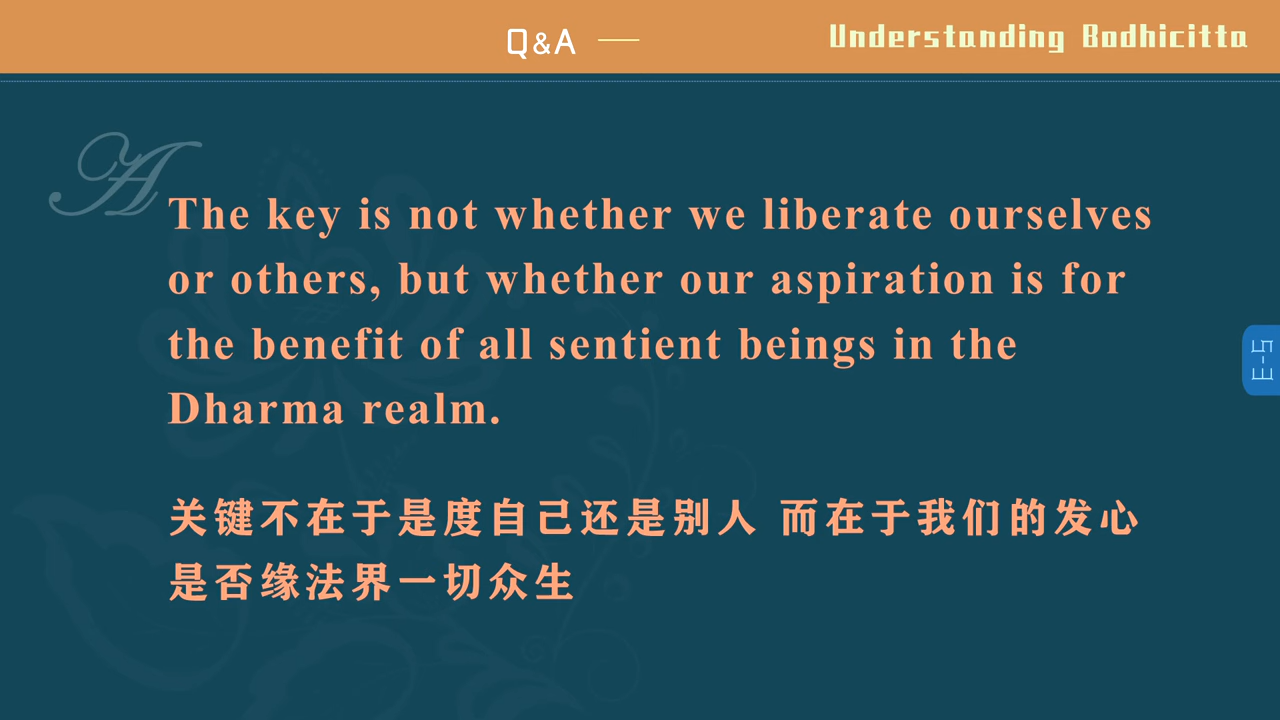 Q&A
Understanding Bodhicitta
A
The key is not whether we liberate ourselves
or others, but whether our aspiration is for
the benefit of all sentient beings in the
Dharma realm.
关键不在于是度自己还是别人 而在于我们的发心
是否缘法界一切众生
E-5